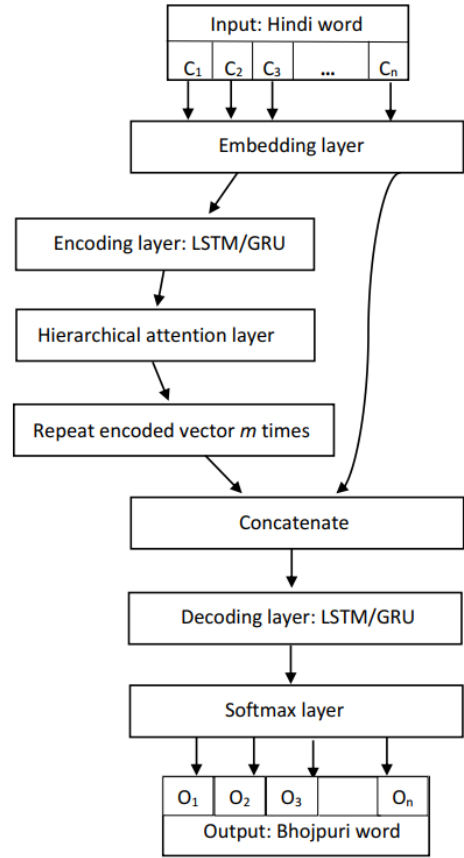 Input: Hindi word
C1 C2 C3 ... Cn
Embedding layer
Encoding layer: LSTM/GRU
Hierarchical attention layer
Repeat encoded vector m times
Concatenate
Decoding layer: LSTM/GRU
Softmax layer
O1 O2 O3 On
Output: Bhojpuri word